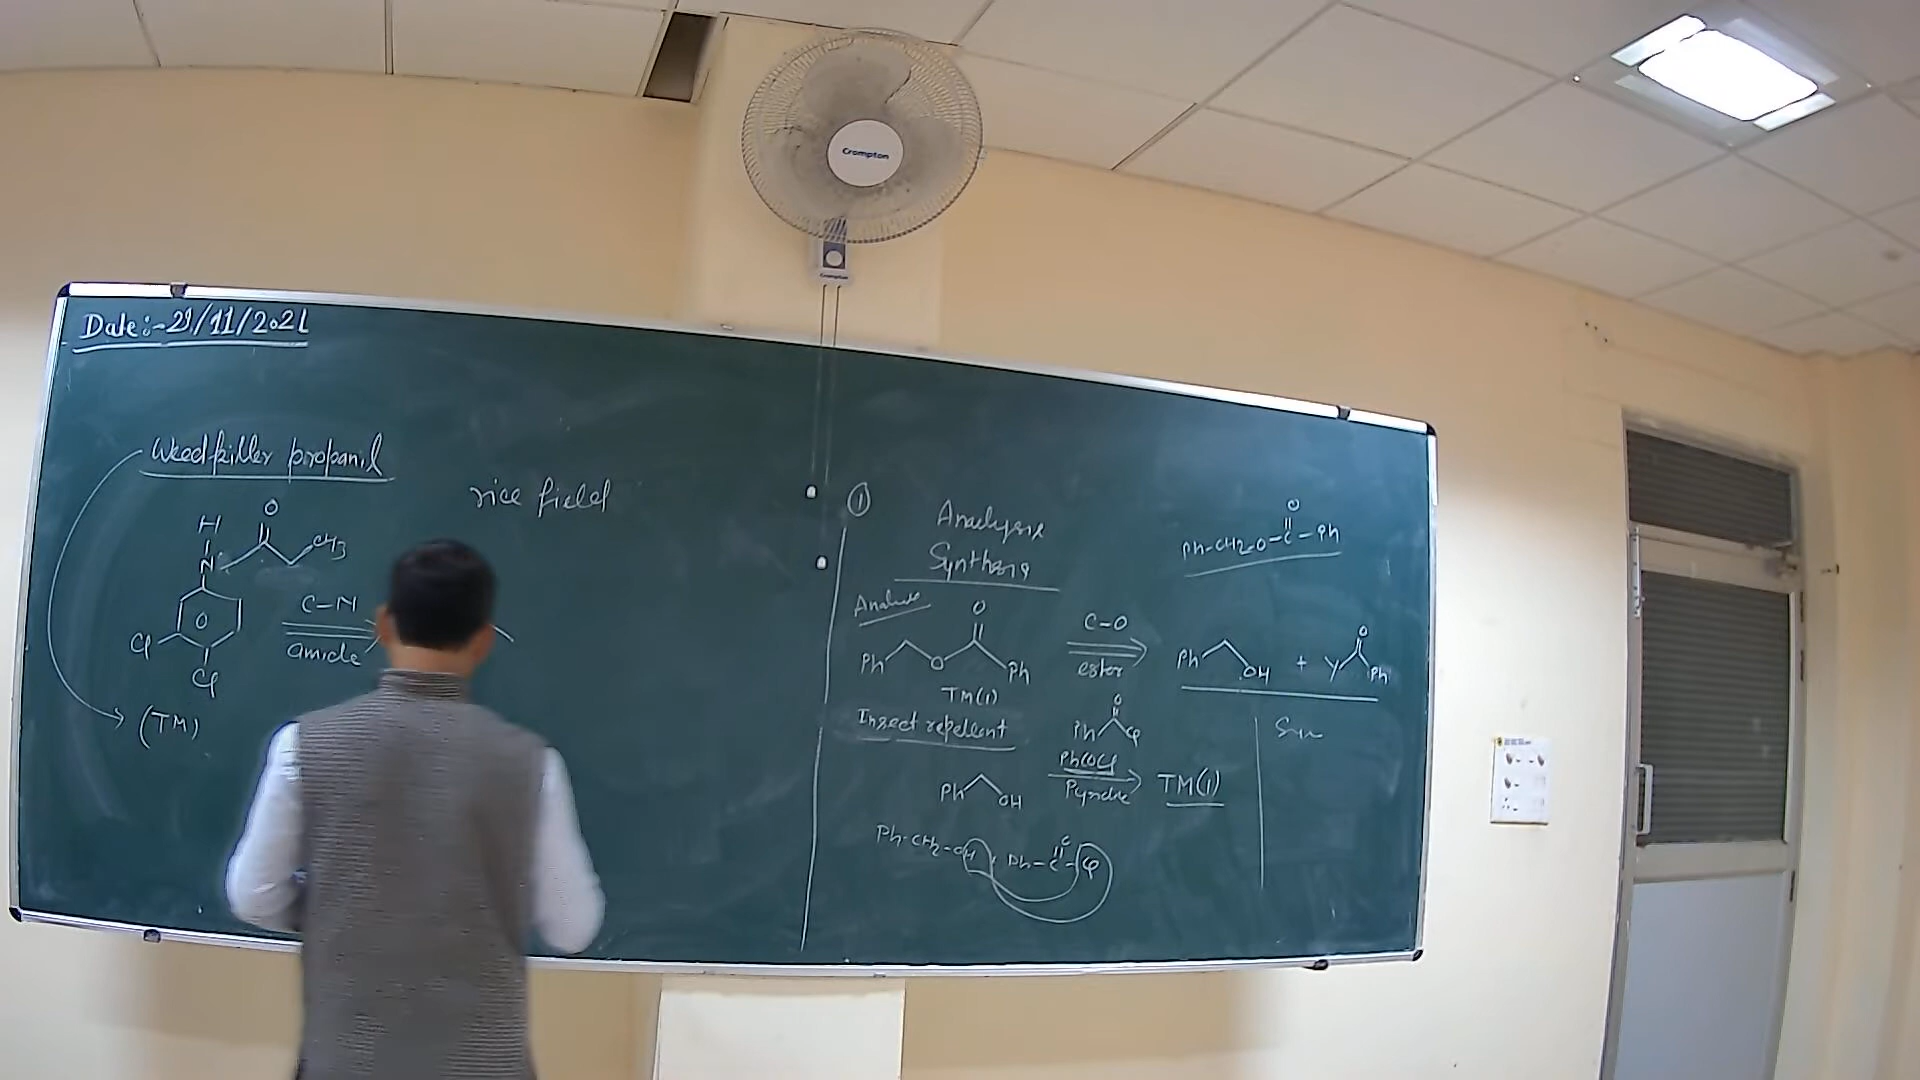 Crompton
Crompton
Date:-29/11/2021
Weedkiller propanil
rice field
H
O
N
CH3
O
Cl
Cl
C-N
amide
(TM)
①
Analysis
Synthesis
O
Ph-CH2-O-C-Ph
Analysis
O
Ph
O
Ph
TM(1)
C-O
ester
Ph
OH
+
Y
O
Ph
Insect repelent
O
Ph
Cl
Ph
OH
PhCOCl
Pyridine
TM(1)
Ph-CH2-OH
Ph-C-Cl